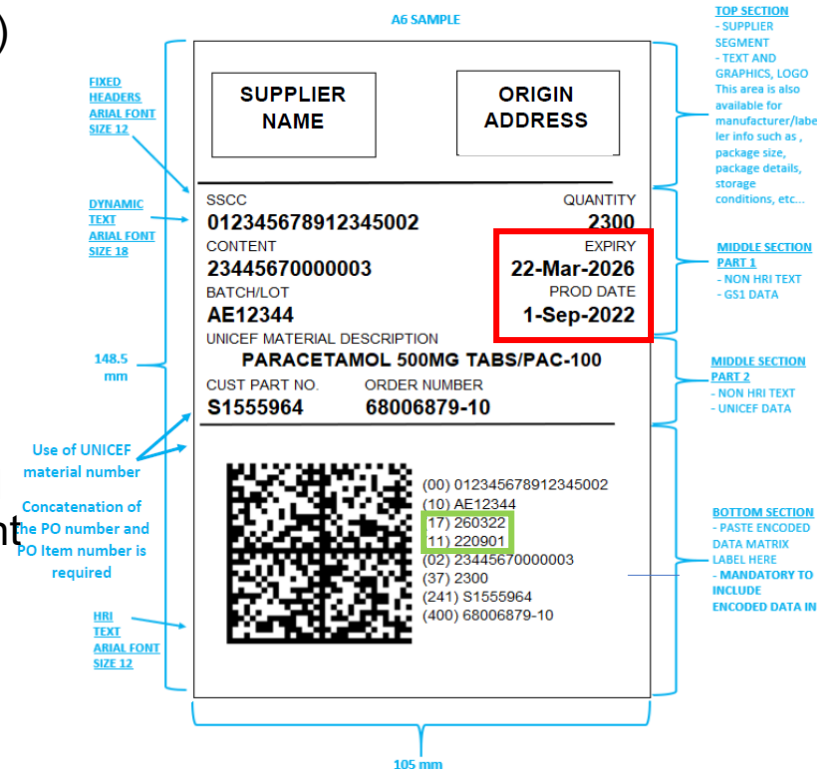 A6 SAMPLE
)
FIXED
HEADERS
ARIAL FONT
SIZE 12
DYNAMIC
TEXT
ARIAL FONT
SIZE 18
148.5
mm
Use of UNICEF
material number
Concatenation of
the PO number and
PO Item number is
required
nt
HRI
TEXT
ARIAL FONT
SIZE 12
SUPPLIER
NAME
ORIGIN
ADDRESS
SSCC
QUANTITY
012345678912345002
2300
CONTENT
EXPIRY
23445670000003
22-Mar-2026
BATCH/LOT
PROD DATE
AE12344
1-Sep-2022
UNICEF MATERIAL DESCRIPTION
PARACETAMOL 500MG TABS/PAC-100
CUST PART NO.
ORDER NUMBER
S1555964
68006879-10
(00) 012345678912345002
(10) AE12344
(17) 260322
(11) 220901
(02) 23445670000003
(37) 2300
(241) S1555964
(400) 68006879-10
105 mm
TOP SECTION
- SUPPLIER
SEGMENT
- TEXT AND
GRAPHICS, LOGO
This area is also
available for
manufacturer/labe
ler info such as ,
package size,
package details,
storage
conditions, etc...
MIDDLE SECTION
PART 1
- NON HRI TEXT
- GS1 DATA
MIDDLE SECTION
PART 2
- NON HRI TEXT
- UNICEF DATA
BOTTOM SECTION
- PASTE ENCODED
DATA MATRIX
LABEL HERE
- MANDATORY TO
INCLUDE
ENCODED DATA IN